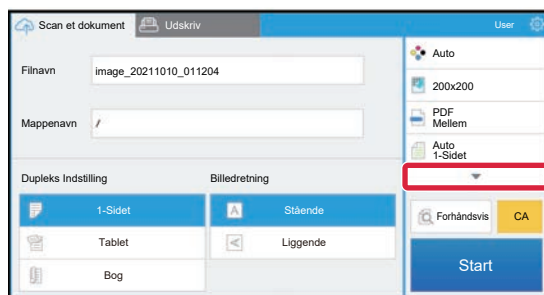 Scan et dokument
Udskriv
User
Filnavn
image_20211010_011204
Mappenavn
/
Dupleks Indstilling
Billedretning
1-Sidet
Stående
Tablet
Liggende
Bog
Auto
200x200
PDF
Mellem
Auto
1-Sidet
Forhåndsvis
CA
Start